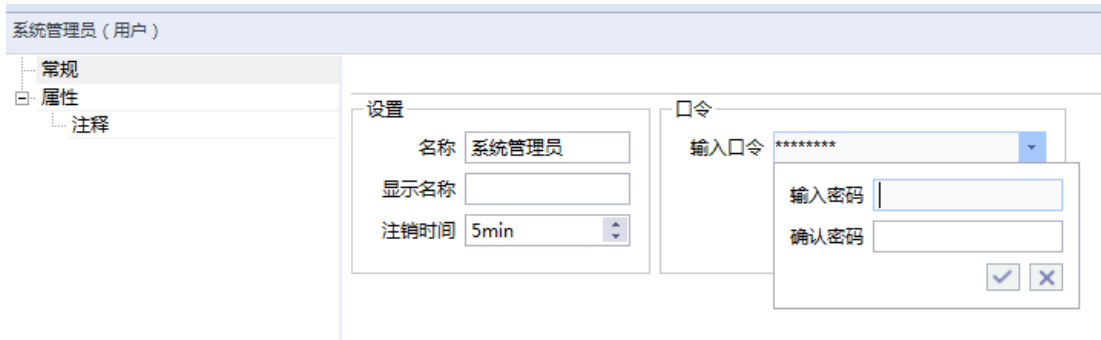 系统管理员（用户）
常规
属性
注释
设置
名称 系统管理员
显示名称
注销时间 5min
口令
输入口令 ********
输入密码
确认密码